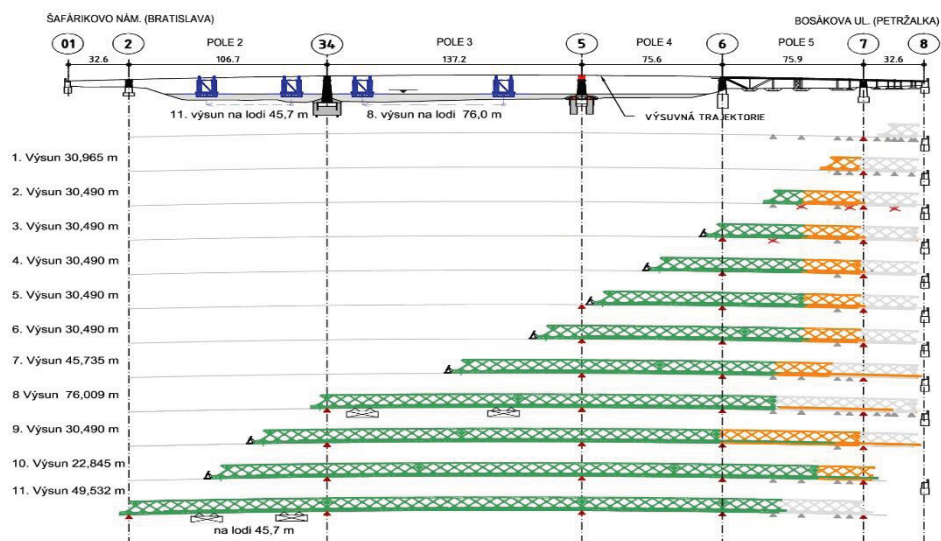 ŠAFÁRIKOVO NÁM. (BRATISLAVA)
BOSÁKOVA UL. (PETRŽALKA)
01 2 POLE 2 34 POLE 3 5 POLE 4 6 POLE 5 7 8
32.6 106.7 137.2 75.6 75.9 32.6
11. výsun na lodi 45,7 m
8. vysun na lodi 76,0 m
VÝSUVNÁ TRAJEKTORIE
1. Výsun 30,965 m
2. Výsun 30,490 m
3. Výsun 30,490 m
4. Výsun 30,490 m
5. Výsun 30,490 m
6. Výsun 30,490 m
7. Výsun 45,735 m
8 Výsun 76,009 m
9. Výsun 30,490 m
10. Výsun 22,845 m
11. Výsun 49,532 m
na lodi 45,7 m